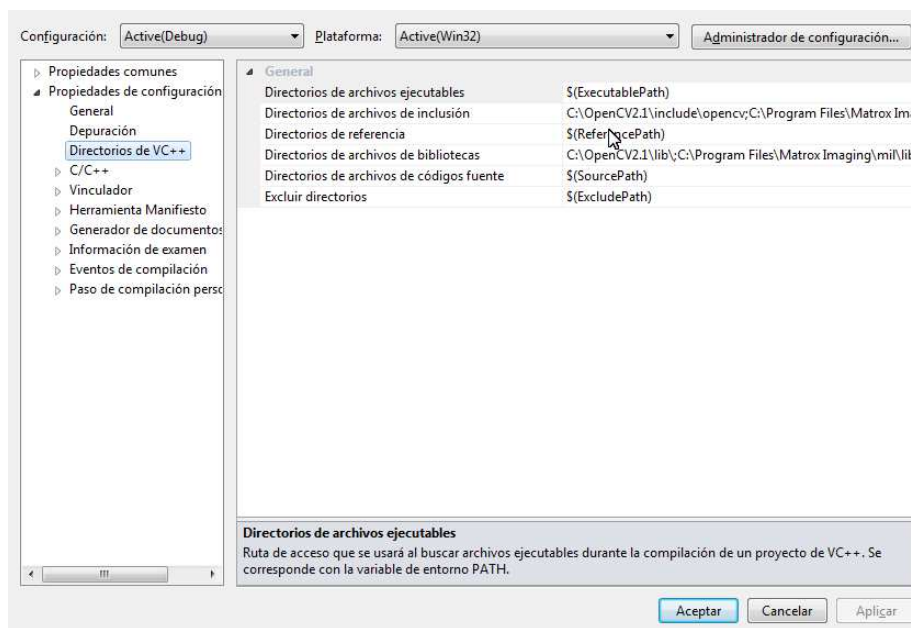 Configuración: Active(Debug) Plataforma: Active(Win32) Administrador de configuración...
Propiedades comunes
Propiedades de configuración
General
Depuración
Directorios de VC++
C/C++
Vinculador
Herramienta Manifiesto
Generador de documentos
Información de examen
Eventos de compilación
Paso de compilación perso
General
Directorios de archivos ejecutables $(ExecutablePath)
Directorios de archivos de inclusión C:\OpenCV2.1\include\opencv;C:\Program Files\Matrox Ima
Directorios de referencia $(ReferencePath)
Directorios de archivos de bibliotecas C:\OpenCV2.1\lib\;C:\Program Files\Matrox Imaging\mil\lib
Directorios de archivos de códigos fuente $(SourcePath)
Excluir directorios $(ExcludePath)
Directorios de archivos ejecutables
Ruta de acceso que se usará al buscar archivos ejecutables durante la compilación de un proyecto de VC++. Se
corresponde con la variable de entorno PATH.
Aceptar Cancelar Aplicar